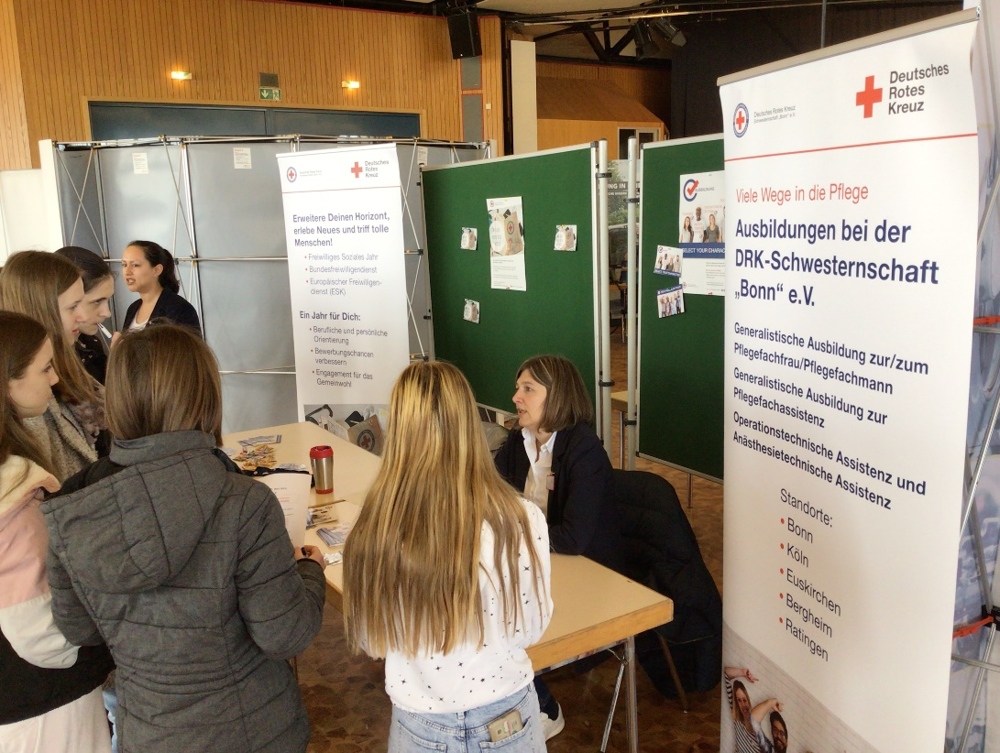 Deutsches
Rotes
Kreuz
Erweitere Deinen Horizont,
erlebe Neues und triff tolle
Menschen!
• Freiwilliges Soziales Jahr
• Bundesfreiwilligendienst
• Europäischer Freiwilligen-
dienst (ESK)
Ein Jahr für Dich:
• Berufliche und persönliche
Orientierung
• Bewerbungschancen
verbessern
• Engagement für das
Gemeinwohl
SELECT YOUR
Deutsches Rotes Kreuz
Schwesternschaft „Bonn“ e.V.
Deutsches
Rotes
Kreuz
Viele Wege in die Pflege
Ausbildungen bei der
DRK-Schwesternschaft
„Bonn“ e.V.
Generalistische Ausbildung zur/zum
Pflegefachfrau/Pflegefachmann
Generalistische Ausbildung zur
Pflegefachassistenz
Operationstechnische Assistenz und
Anästhesietechnische Assistenz
Standorte:
• Bonn
• Köln
• Euskirchen
• Bergheim
• Ratingen